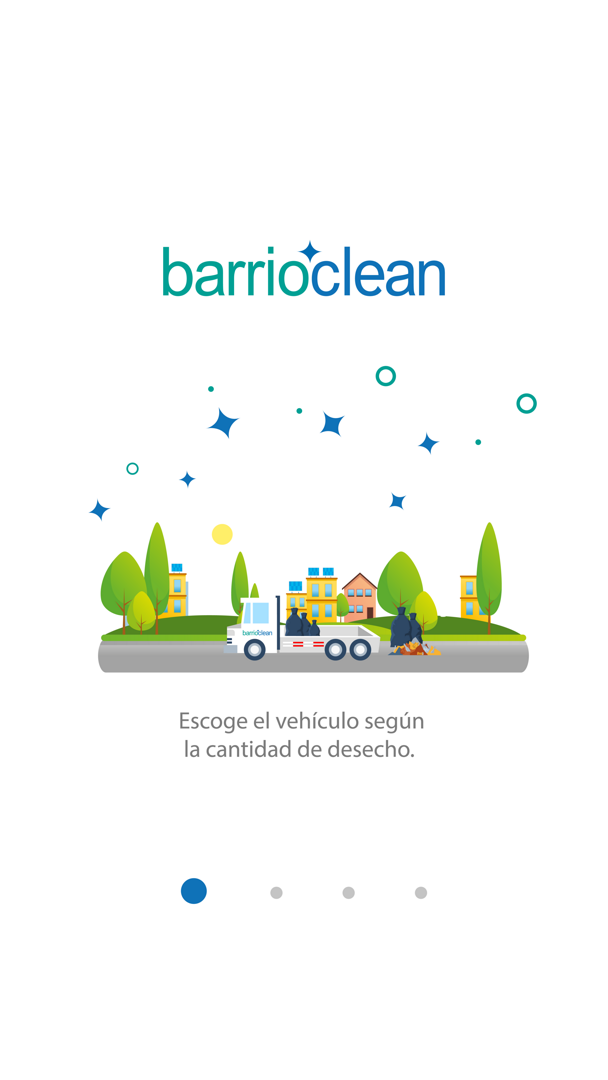 barrioclean
barrioclean
Escoge el vehículo según
la cantidad de desecho.